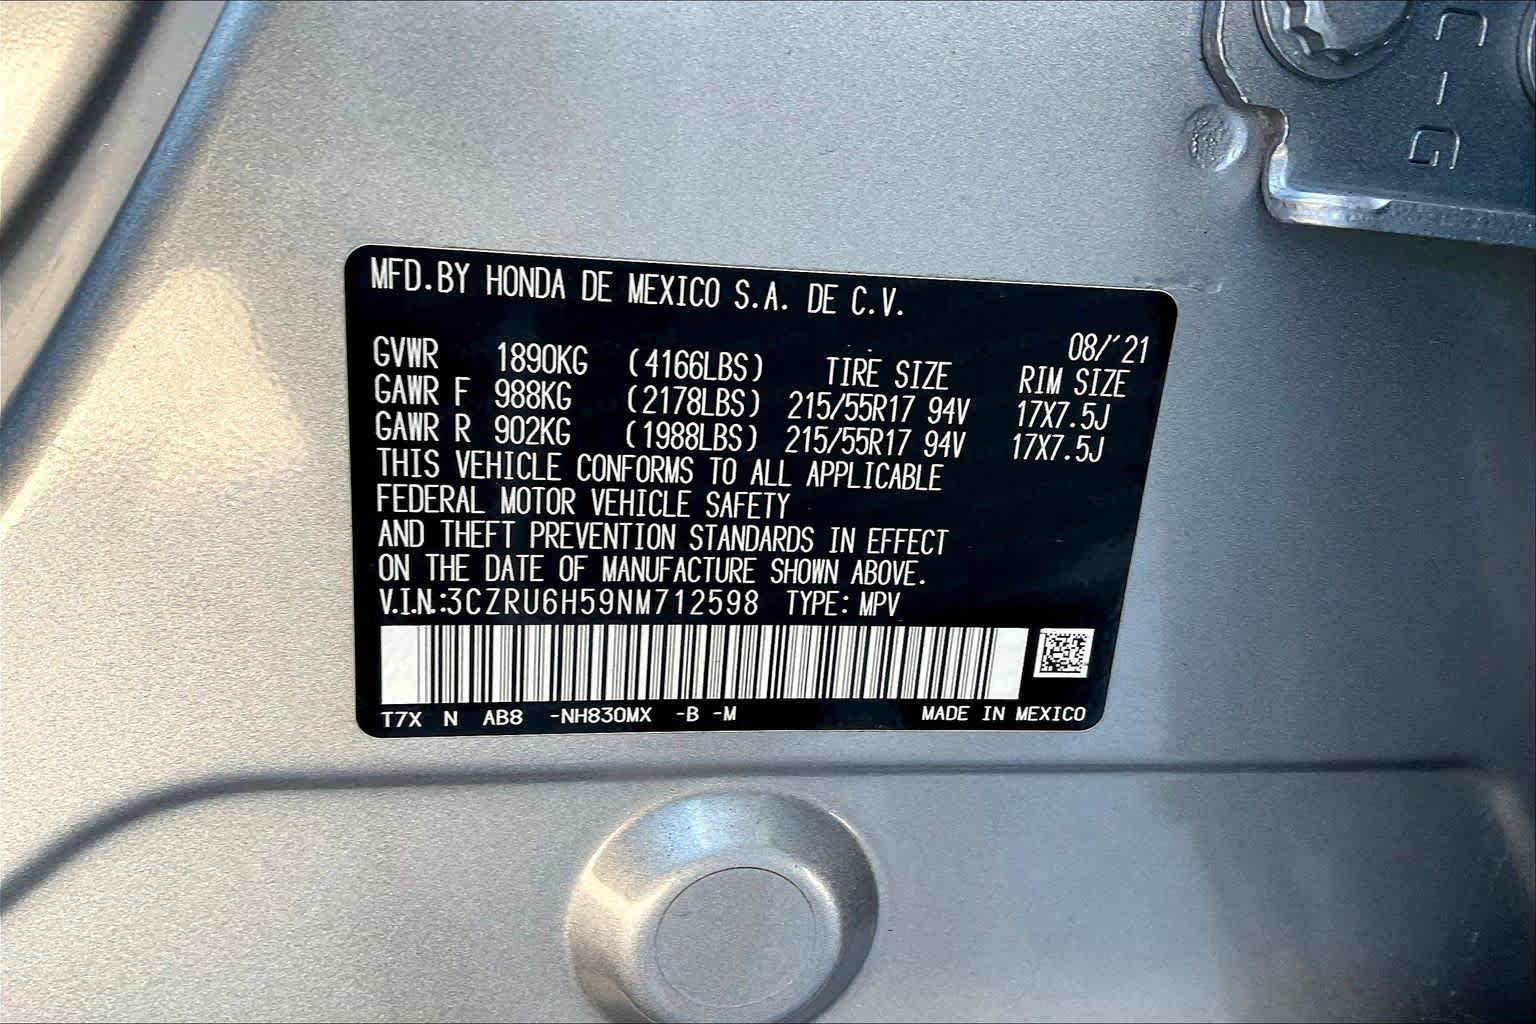 C-G
MFD.BY HONDA DE MEXICO S.A. DE C.V.
08/'21
GVWR 1890KG (4166LBS) TIRE SIZE RIM SIZE
GAWR F 988KG (2178LBS) 215/55R17 94V 17X7.5J
GAWR R 902KG (1988LBS) 215/55R17 94V 17X7.5J
THIS VEHICLE CONFORMS TO ALL APPLICABLE
FEDERAL MOTOR VEHICLE SAFETY
AND THEFT PREVENTION STANDARDS IN EFFECT
ON THE DATE OF MANUFACTURE SHOWN ABOVE.
V.I.N.:3CZRU6H59NM712598 TYPE: MPV
T7X N AB8 -NH830MX -B -M MADE IN MEXICO